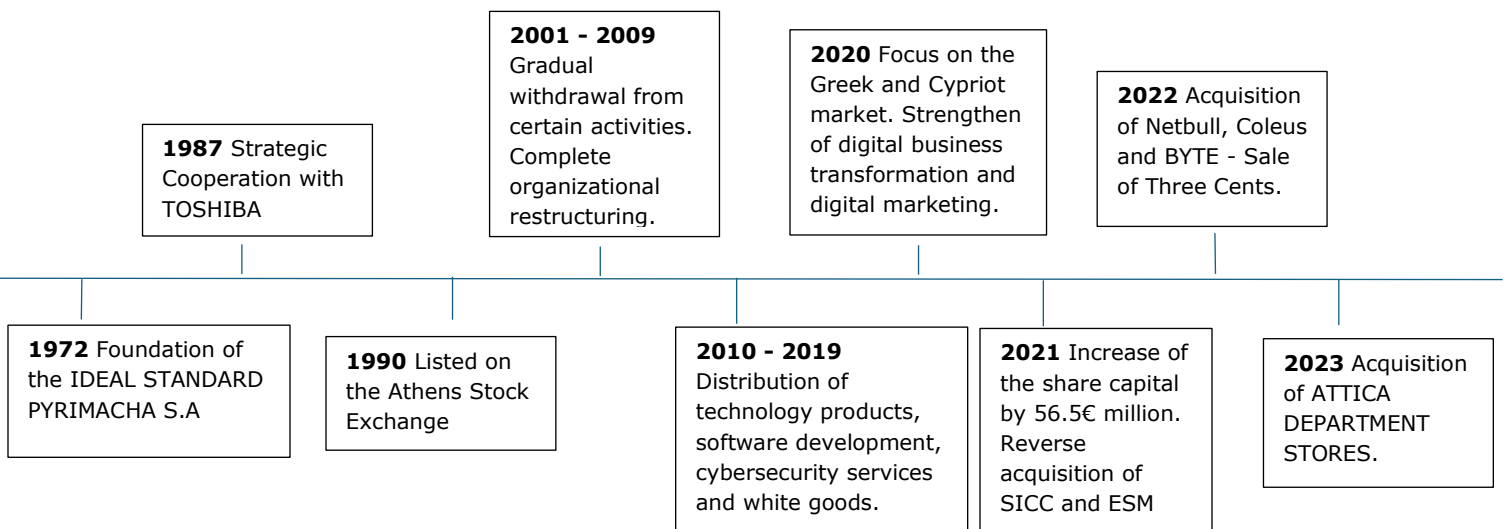 1972 Foundation of
the IDEAL STANDARD
PYRIMACHA S.A
1987 Strategic
Cooperation with
TOSHIBA
1990 Listed on
the Athens Stock
Exchange
2001 - 2009
Gradual
withdrawal from
certain activities.
Complete
organizational
restructuring.
2010 - 2019
Distribution of
technology products,
software development,
cybersecurity services
and white goods.
2020 Focus on the
Greek and Cypriot
market. Strengthen
of digital business
transformation and
digital marketing.
2021 Increase of
the share capital
by 56.5€ million.
Reverse
acquisition of
SICC and ESM
2022 Acquisition
of Netbull, Coleus
and BYTE - Sale
of Three Cents.
2023 Acquisition
of ATTICA
DEPARTMENT
STORES.